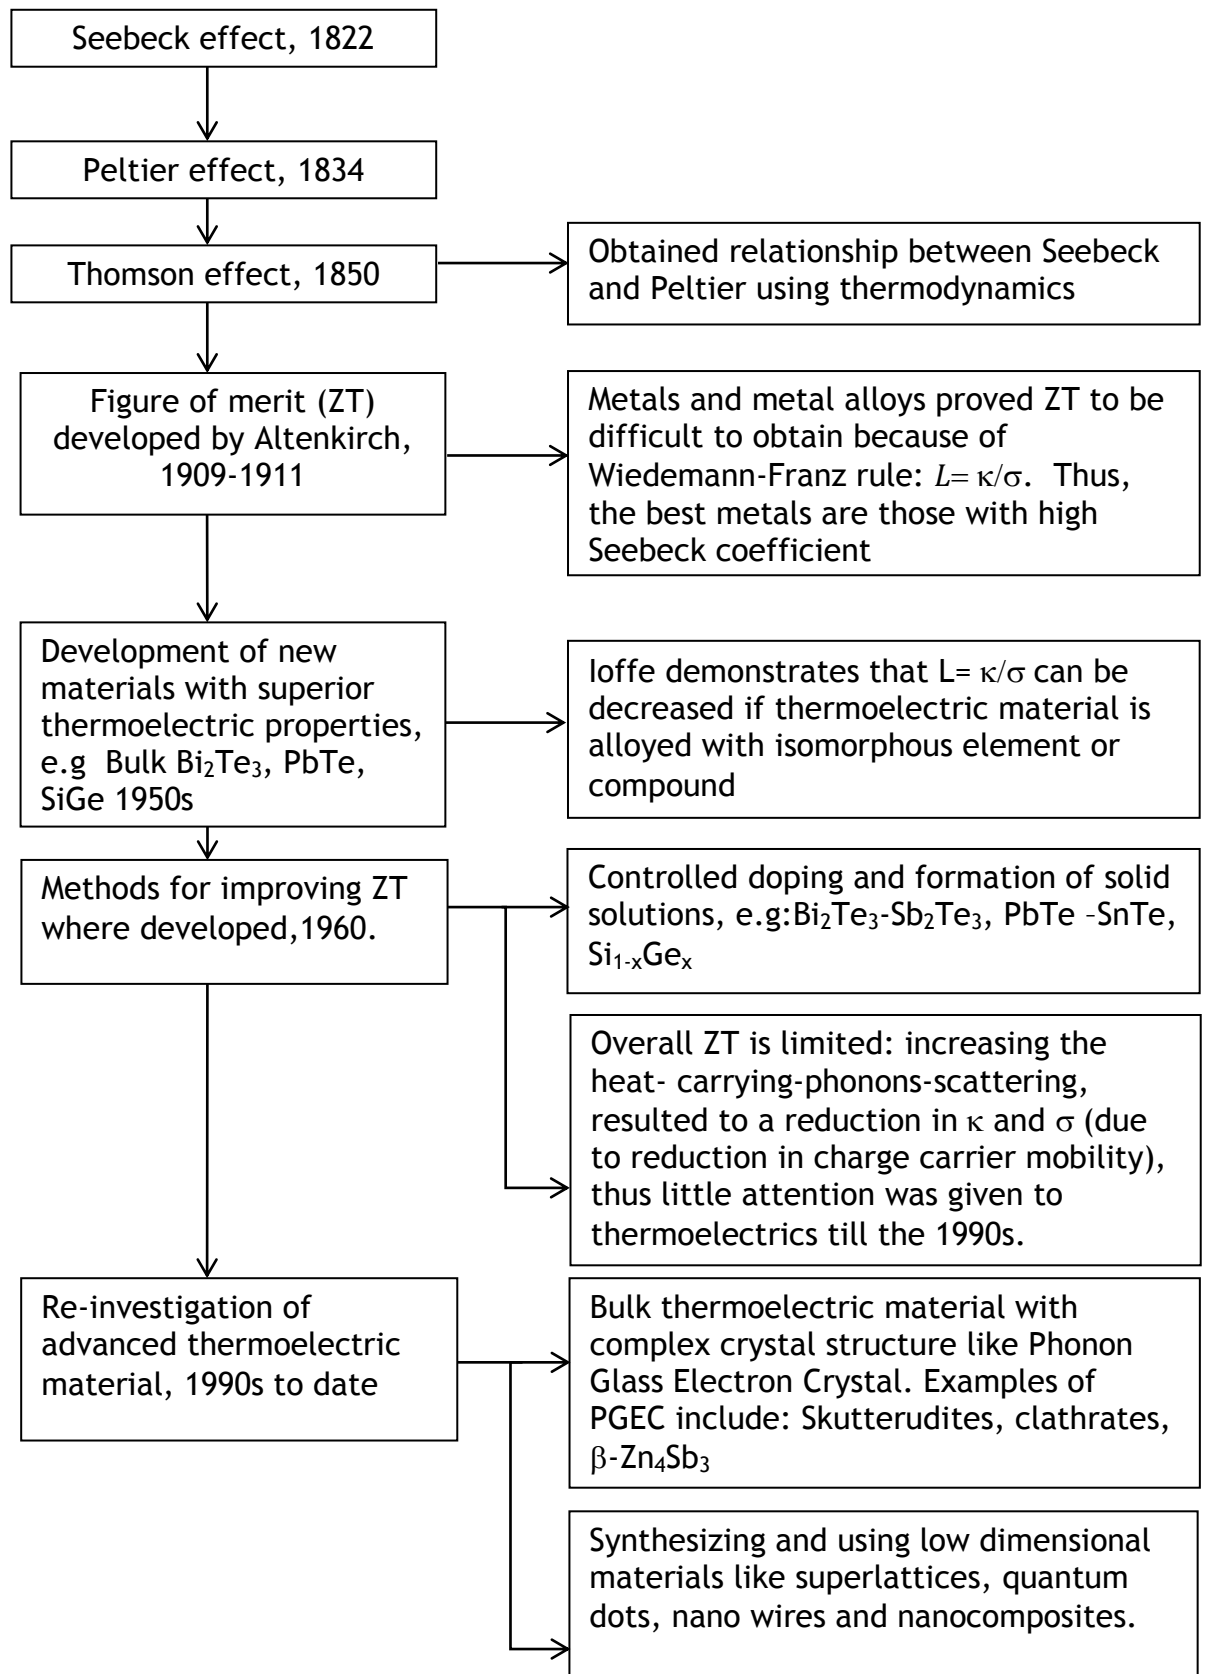 Seebeck effect, 1822
Peltier effect, 1834
Thomson effect, 1850
Obtained relationship between Seebeck
and Peltier using thermodynamics
Figure of merit (ZT)
developed by Altenkirch,
1909-1911
Metals and metal alloys proved ZT to be
difficult to obtain because of
Wiedemann-Franz rule: L= κ/σ. Thus,
the best metals are those with high
Seebeck coefficient
Development of new
materials with superior
thermoelectric properties,
e.g Bulk Bi₂Te₃, PbTe,
SiGe 1950s
Ioffe demonstrates that L= κ/σ can be
decreased if thermoelectric material is
alloyed with isomorphous element or
compound
Methods for improving ZT
where developed,1960.
Controlled doping and formation of solid
solutions, e.g:Bi₂Te₃-Sb₂Te₃, PbTe –SnTe,
Si₁₋ₓGeₓ
Overall ZT is limited: increasing the
heat- carrying-phonons-scattering,
resulted to a reduction in κ and σ (due
to reduction in charge carrier mobility),
thus little attention was given to
thermoelectrics till the 1990s.
Re-investigation of
advanced thermoelectric
material, 1990s to date
Bulk thermoelectric material with
complex crystal structure like Phonon
Glass Electron Crystal. Examples of
PGEC include: Skutterudites, clathrates,
β-Zn₄Sb₃
Synthesizing and using low dimensional
materials like superlattices, quantum
dots, nano wires and nanocomposites.